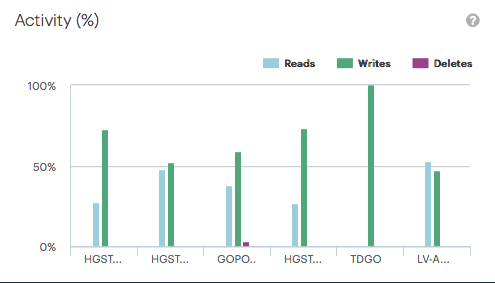 Activity (%)
?
Reads Writes Deletes
100%
50%
0%
HGST... HGST... GOPO.. HGST... TDGO LV-A...